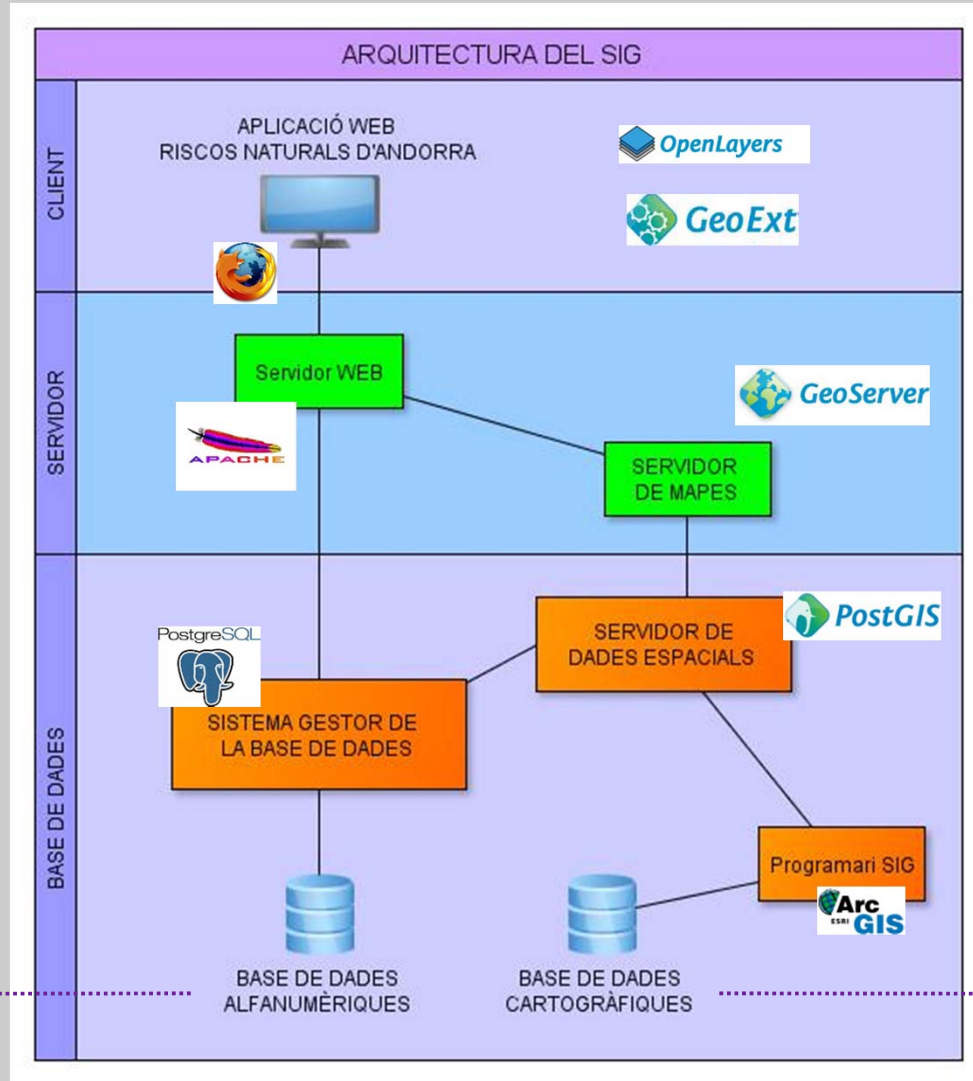 ARQUITECTURA DEL SIG
CLIENT
APLICACIÓ WEB
RISCOS NATURALS D'ANDORRA
OpenLayers
GeoExt
SERVIDOR
Servidor WEB
APACHE
GeoServer
SERVIDOR
DE MAPES
BASE DE DADES
PostgreSQL
SISTEMA GESTOR DE
LA BASE DE DADES
SERVIDOR DE
DADES ESPACIALS
PostGIS
Programari SIG
Arc
ESRI GIS
BASE DE DADES
ALFANUMÈRIQUES
BASE DE DADES
CARTOGRÀFIQUES